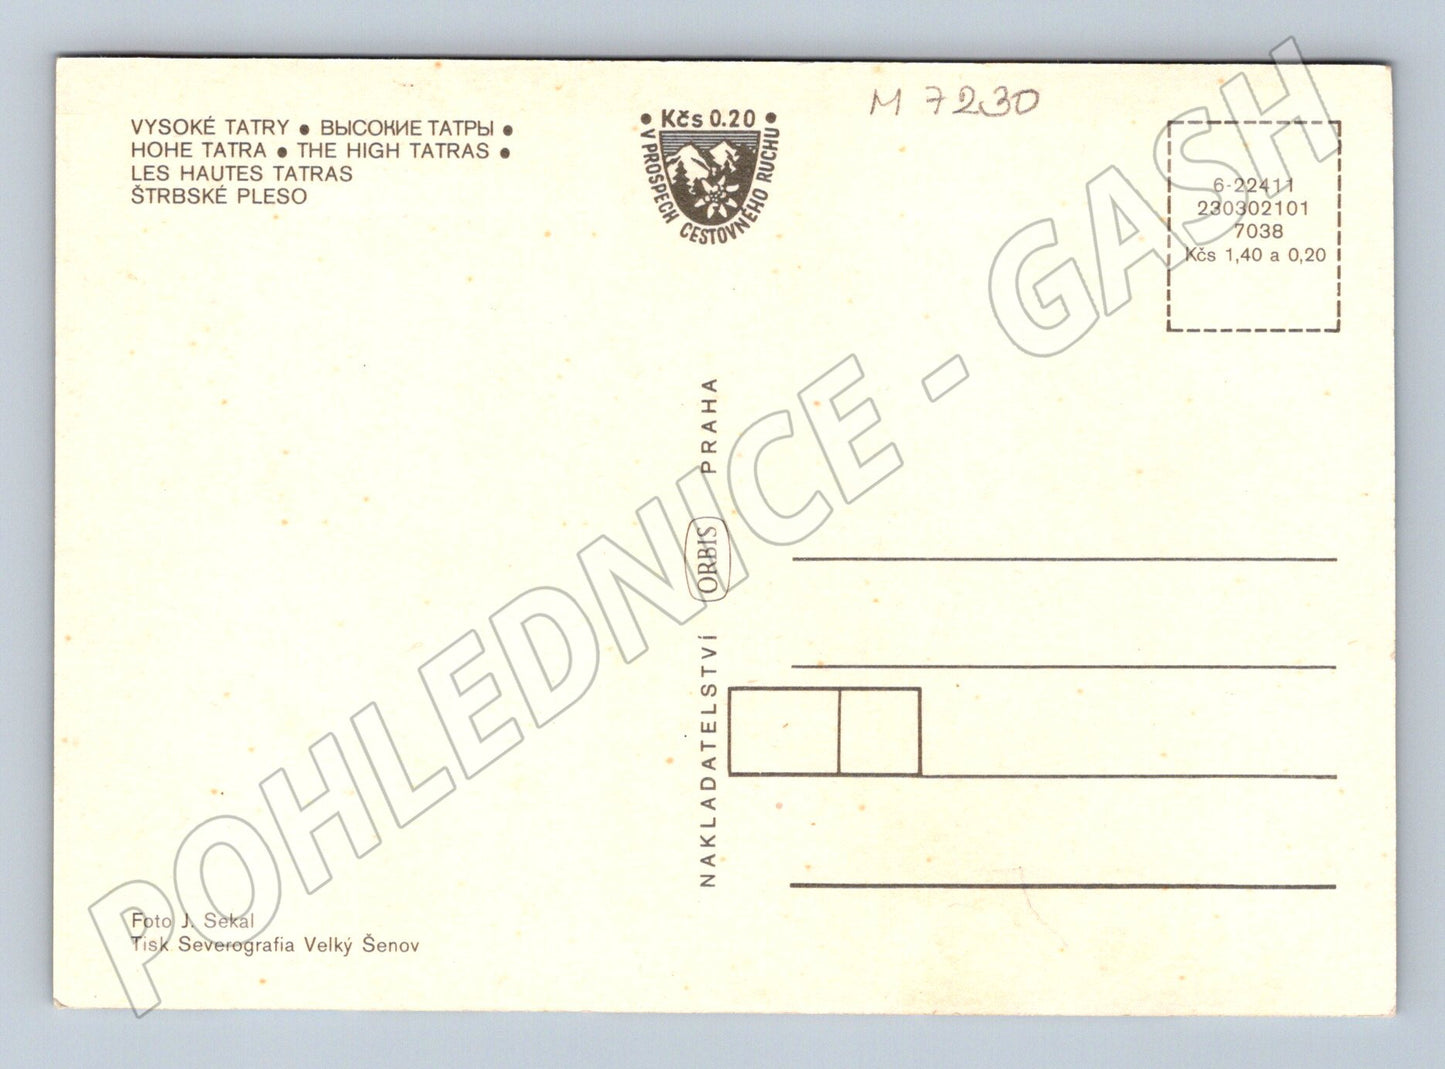 VYSOKÉ TATRY ● ВЫСОКИЕ ТАТРЫ ●
HOHE TATRA ● THE HIGH TATRAS ●
LES HAUTES TATRAS
ŠTRBSKÉ PLESO
● Kčs 0.20 ●
V PROSPĚCH CESTOVNÉHO RUCHU
M 7230
6-22411
230302101
7038
Kčs 1,40 a 0,20
NAKLADATELSTVÍ ORBIS PRAHA
Foto J. Sekal
Tisk Severografia Velký Šenov
POHLEDNICE - GASH